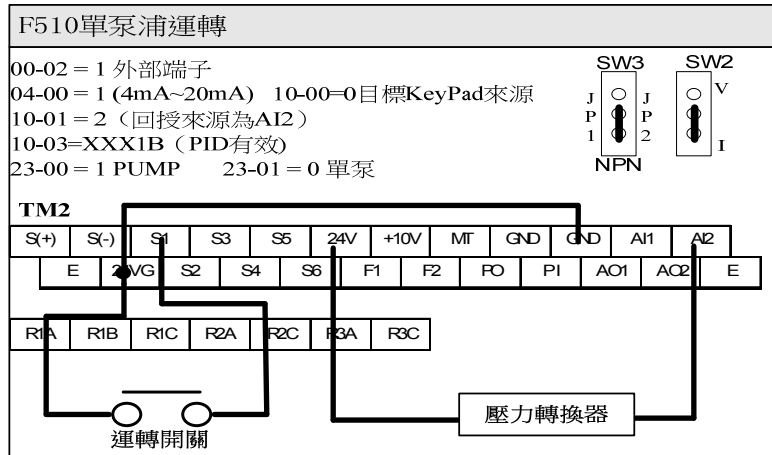 F510單泵浦運轉
00-02 = 1 外部端子
04-00 = 1 (4mA~20mA) 10-00=0目標KeyPad來源
10-01 = 2（回授來源為AI2）
10-03=XXX1B（PID有效)
23-00 = 1 PUMP 23-01 = 0 單泵
SW3 SW2
J J V
P P
1 2 I
NPN
TM2
S(+) S(-) S1 S3 S5 24V +10V MT GND GND AI1 AI2
E 24VG S2 S4 S6 F1 F2 PO PI AO1 AO2 E
R1A R1B R1C R2A R2C R3A R3C
壓力轉換器
運轉開關